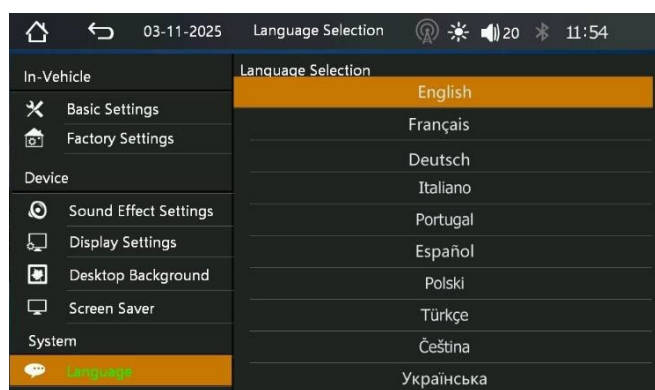 03-11-2025 Language Selection 20 11:54
In-Vehicle
Basic Settings
Factory Settings
Device
Sound Effect Settings
Display Settings
Desktop Background
Screen Saver
System
Language
Language Selection
English
Français
Deutsch
Italiano
Portugal
Español
Polski
Türkçe
Čeština
Українська